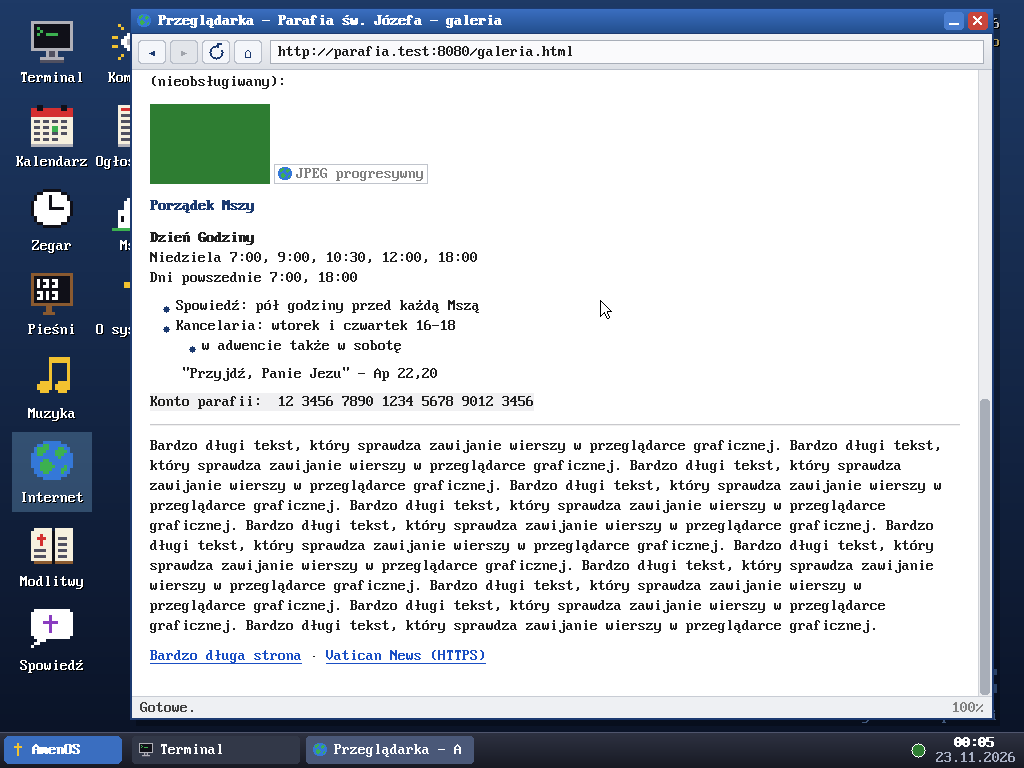 Przeglądarka – Parafia św. Józefa – galeria
http://parafia.test:8080/galeria.html
(nieobsługiwany):
JPEG progresywny
Porządek Mszy
Dzień Godziny
Niedziela 7:00, 9:00, 10:30, 12:00, 18:00
Dni powszednie 7:00, 18:00
Spowiedź: pół godziny przed każdą Mszą
Kancelaria: wtorek i czwartek 16–18
w adwencie także w sobotę
"Przyjdź, Panie Jezu" – Ap 22,20
Konto parafii:  12 3456 7890 1234 5678 9012 3456
Bardzo długi tekst, który sprawdza zawijanie wierszy w przeglądarce graficznej. Bardzo długi tekst,
który sprawdza zawijanie wierszy w przeglądarce graficznej. Bardzo długi tekst, który sprawdza
zawijanie wierszy w przeglądarce graficznej. Bardzo długi tekst, który sprawdza zawijanie wierszy w
przeglądarce graficznej. Bardzo długi tekst, który sprawdza zawijanie wierszy w przeglądarce
graficznej. Bardzo długi tekst, który sprawdza zawijanie wierszy w przeglądarce graficznej. Bardzo
długi tekst, który sprawdza zawijanie wierszy w przeglądarce graficznej. Bardzo długi tekst, który
sprawdza zawijanie wierszy w przeglądarce graficznej. Bardzo długi tekst, który sprawdza zawijanie
wierszy w przeglądarce graficznej. Bardzo długi tekst, który sprawdza zawijanie wierszy w
przeglądarce graficznej. Bardzo długi tekst, który sprawdza zawijanie wierszy w przeglądarce
graficznej. Bardzo długi tekst, który sprawdza zawijanie wierszy w przeglądarce graficznej.
Bardzo długa strona · Vatican News (HTTPS)
Gotowe.
100%
Terminal
Kalendarz
Zegar
Pieśni
Muzyka
Internet
Modlitwy
Spowiedź
AmenOS
Terminal
Przeglądarka – A
00:05
23.11.2026